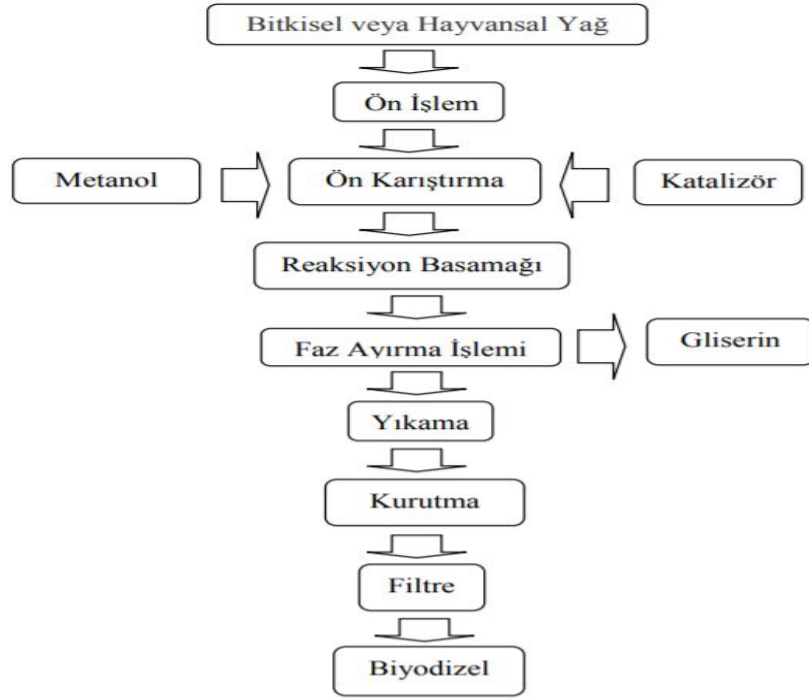 Bitkisel veya Hayvansal Yağ
Ön İşlem
Metanol
Ön Karıştırma
Katalizör
Reaksiyon Basamağı
Faz Ayırma İşlemi
Gliserin
Yıkama
Kurutma
Filtre
Biyodizel